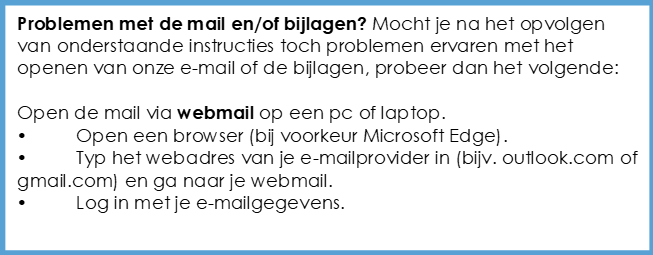 Problemen met de mail en/of bijlagen? Mocht je na het opvolgen
van onderstaande instructies toch problemen ervaren met het
openen van onze e-mail of de bijlagen, probeer dan het volgende:
Open de mail via webmail op een pc of laptop.
• Open een browser (bij voorkeur Microsoft Edge).
• Typ het webadres van je e-mailprovider in (bijv. outlook.com of
gmail.com) en ga naar je webmail.
• Log in met je e-mailgegevens.